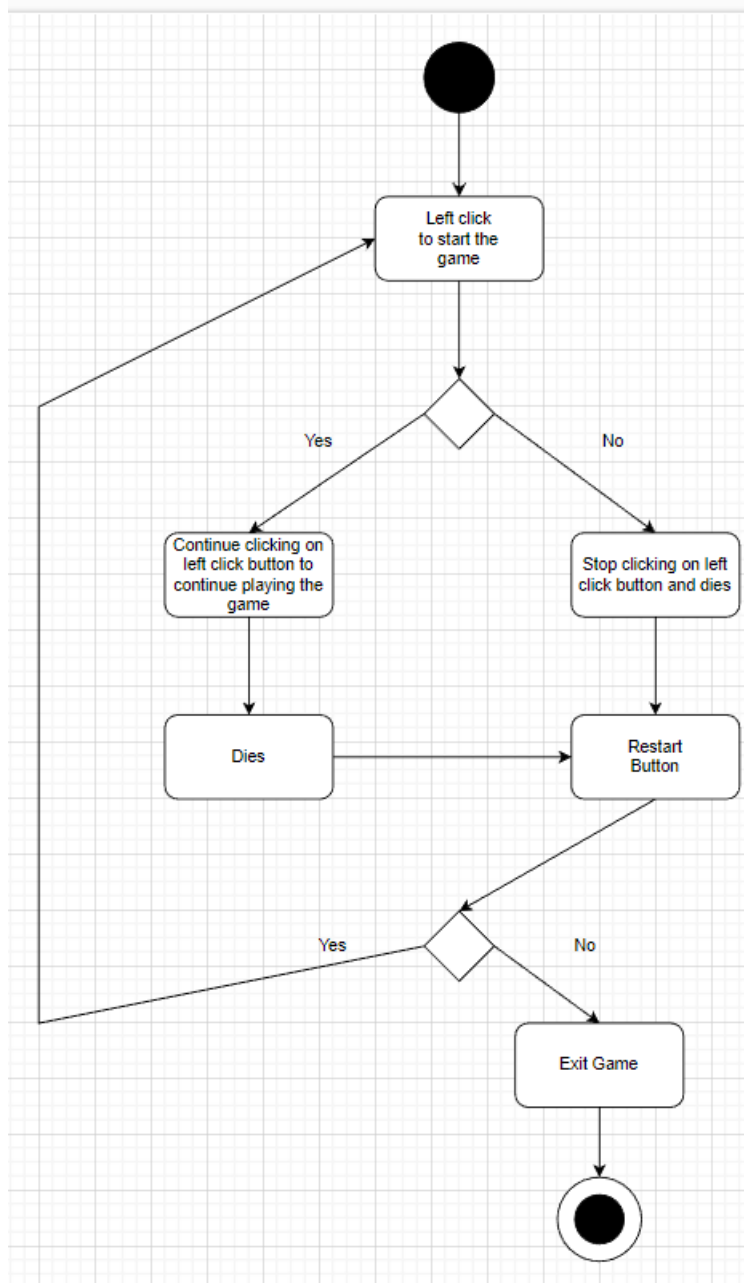 Left click
to start the
game
Yes
No
Continue clicking on
left click button to
continue playing the
game
Stop clicking on left
click button and dies
Dies
Restart
Button
Yes
No
Exit Game